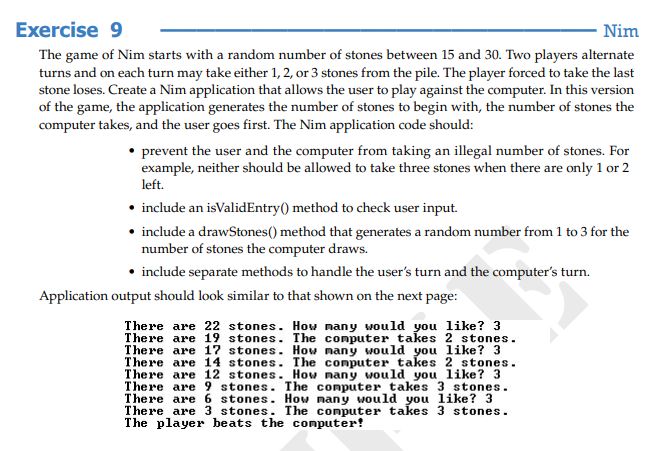 Exercise 9 Nim
The game of Nim starts with a random number of stones between 15 and 30. Two players alternate
turns and on each turn may take either 1, 2, or 3 stones from the pile. The player forced to take the last
stone loses. Create a Nim application that allows the user to play against the computer. In this version
of the game, the application generates the number of stones to begin with, the number of stones the
computer takes, and the user goes first. The Nim application code should:
• prevent the user and the computer from taking an illegal number of stones. For
example, neither should be allowed to take three stones when there are only 1 or 2
left.
• include an isValidEntry() method to check user input.
• include a drawStones() method that generates a random number from 1 to 3 for the
number of stones the computer draws.
• include separate methods to handle the user's turn and the computer's turn.
Application output should look similar to that shown on the next page:
There are 22 stones. How many would you like? 3
There are 19 stones. The computer takes 2 stones.
There are 17 stones. How many would you like? 3
There are 14 stones. The computer takes 2 stones.
There are 12 stones. How many would you like? 3
There are 9 stones. The computer takes 3 stones.
There are 6 stones. How many would you like? 3
There are 3 stones. The computer takes 3 stones.
The player beats the computer!